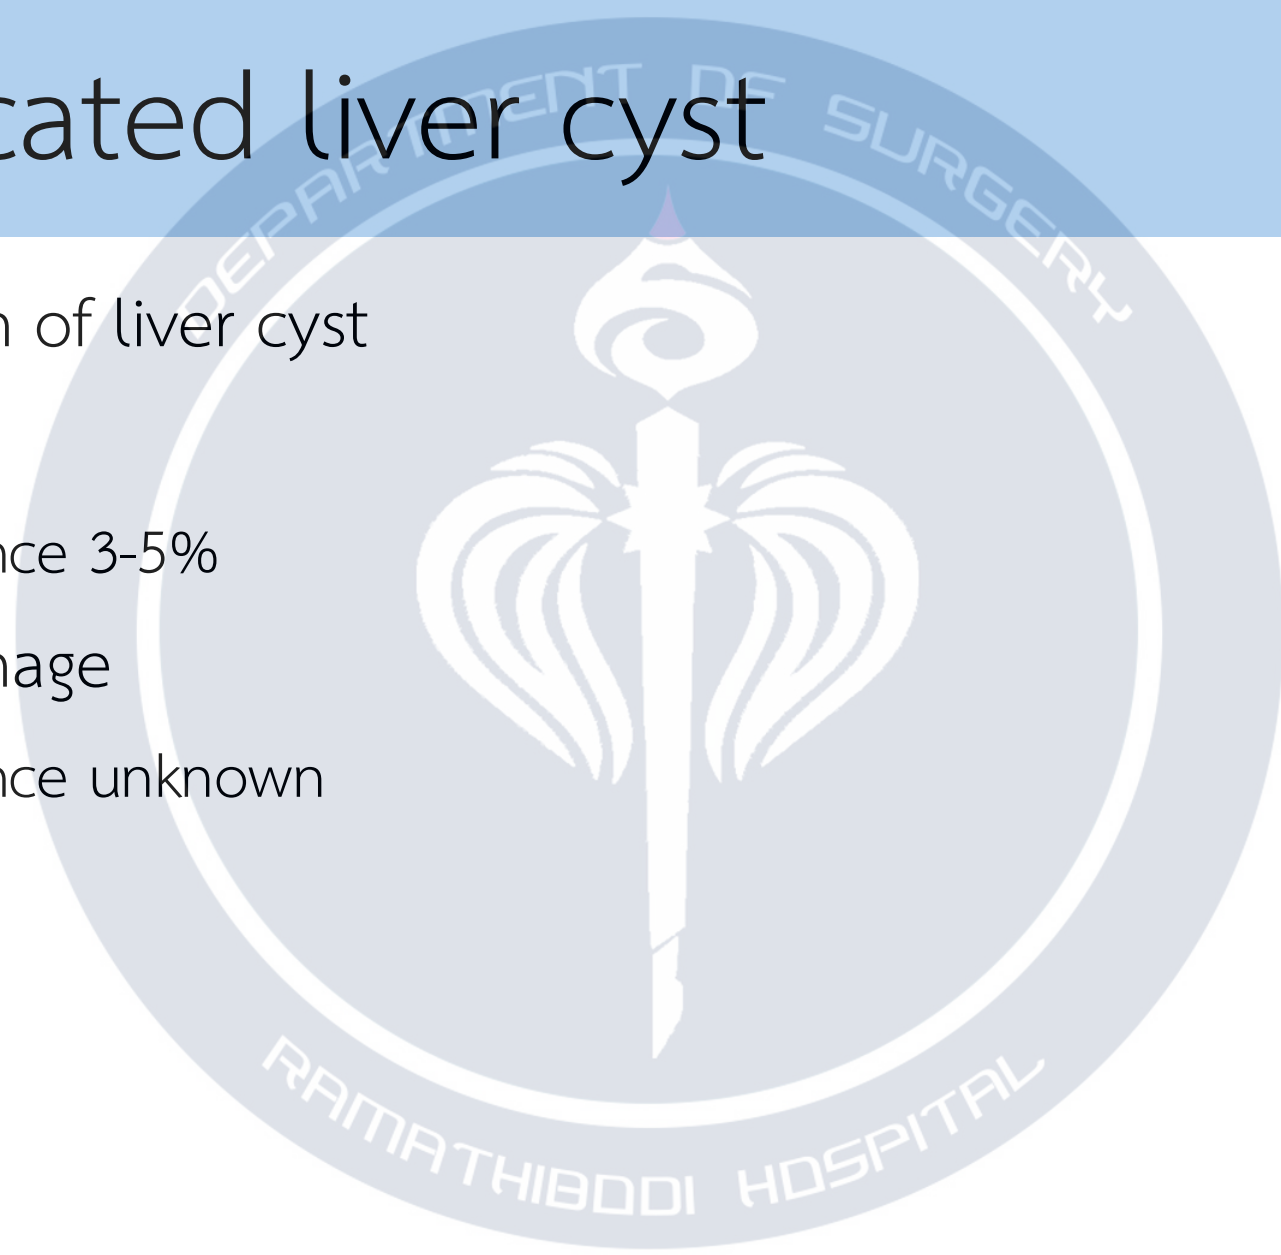 cated liver cyst
n of liver cyst
nce 3-5%
nage
nce unknown
DEPARTMENT OF SURGERY
RAMATHIBODI HOSPITAL